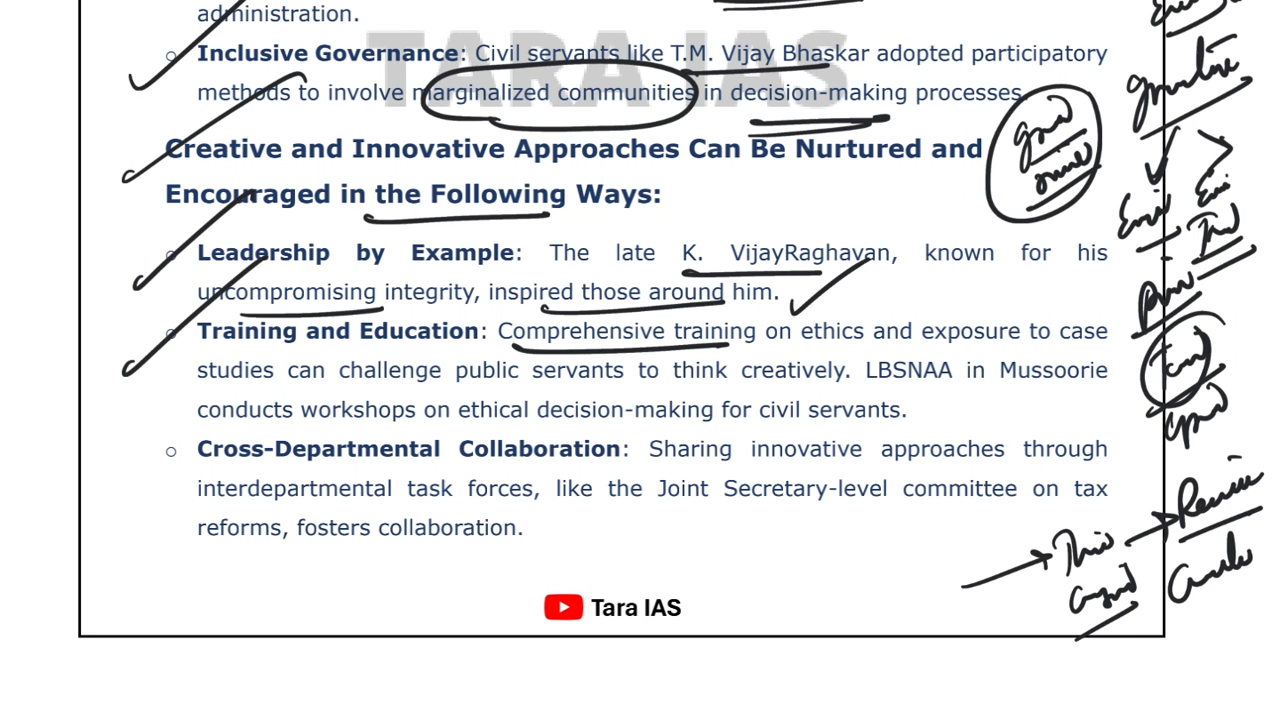 administration.
o Inclusive Governance: Civil servants like T.M. Vijay Bhaskar adopted participatory
methods to involve marginalized communities in decision-making processes.
Creative and Innovative Approaches Can Be Nurtured and
Encouraged in the Following Ways:
o Leadership by Example: The late K. VijayRaghavan, known for his
uncompromising integrity, inspired those around him.
o Training and Education: Comprehensive training on ethics and exposure to case
studies can challenge public servants to think creatively. LBSNAA in Mussoorie
conducts workshops on ethical decision-making for civil servants.
o Cross-Departmental Collaboration: Sharing innovative approaches through
interdepartmental task forces, like the Joint Secretary-level committee on tax
reforms, fosters collaboration.
Tara IAS
TARA IAS